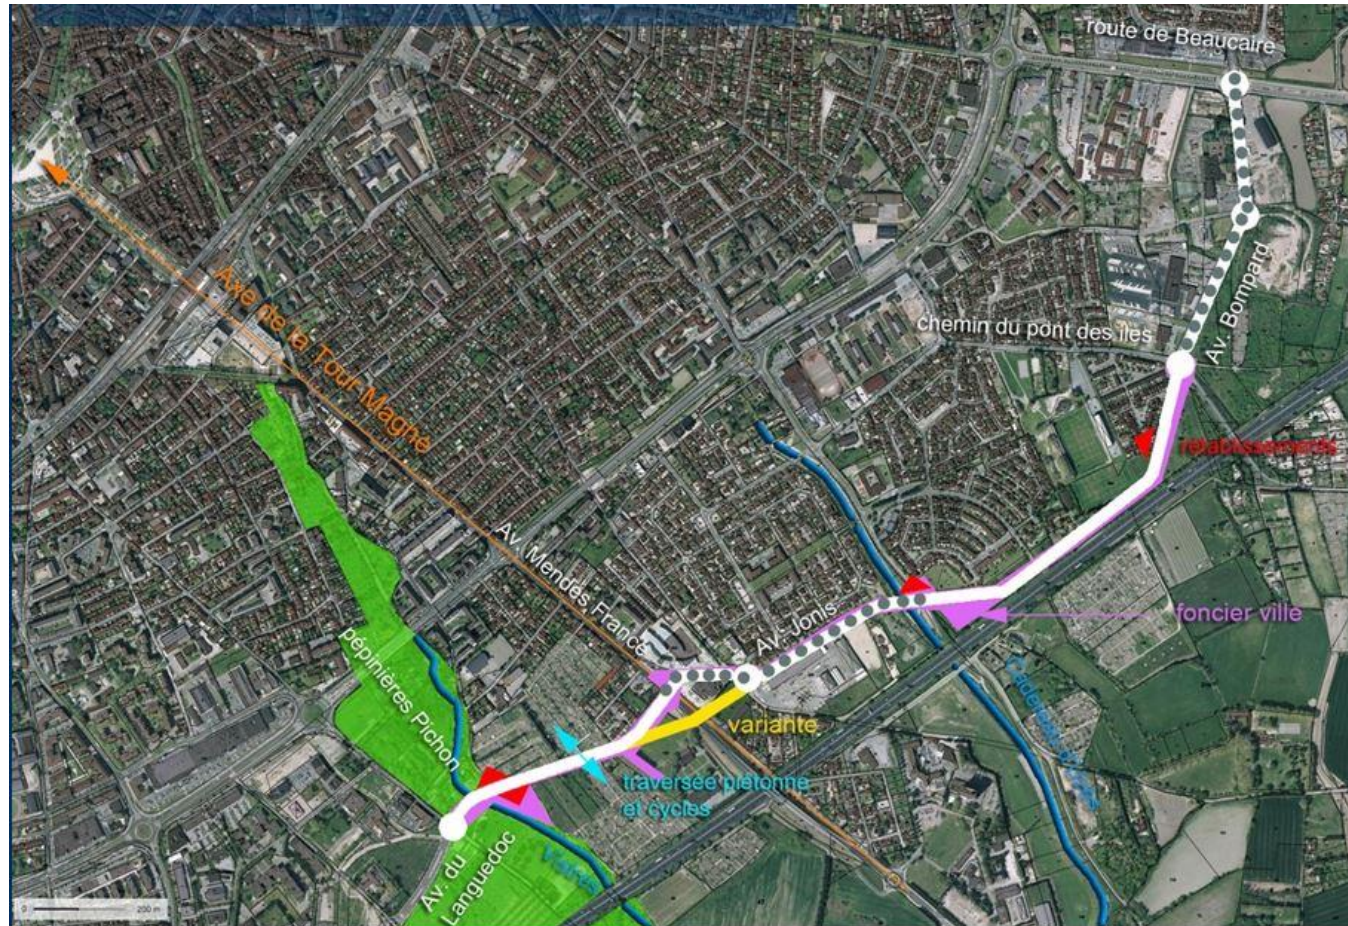 route de Beaucaire
Axe de la Tour Magne
chemin du pont des îles
Av. Bompard
rétablissements
Av. Mendès France
Av. Jonis
foncier ville
pépinières Pichon
variante
traversée piétonne
et cycles
Av. du
Languedoc
Vistre
0
200 m